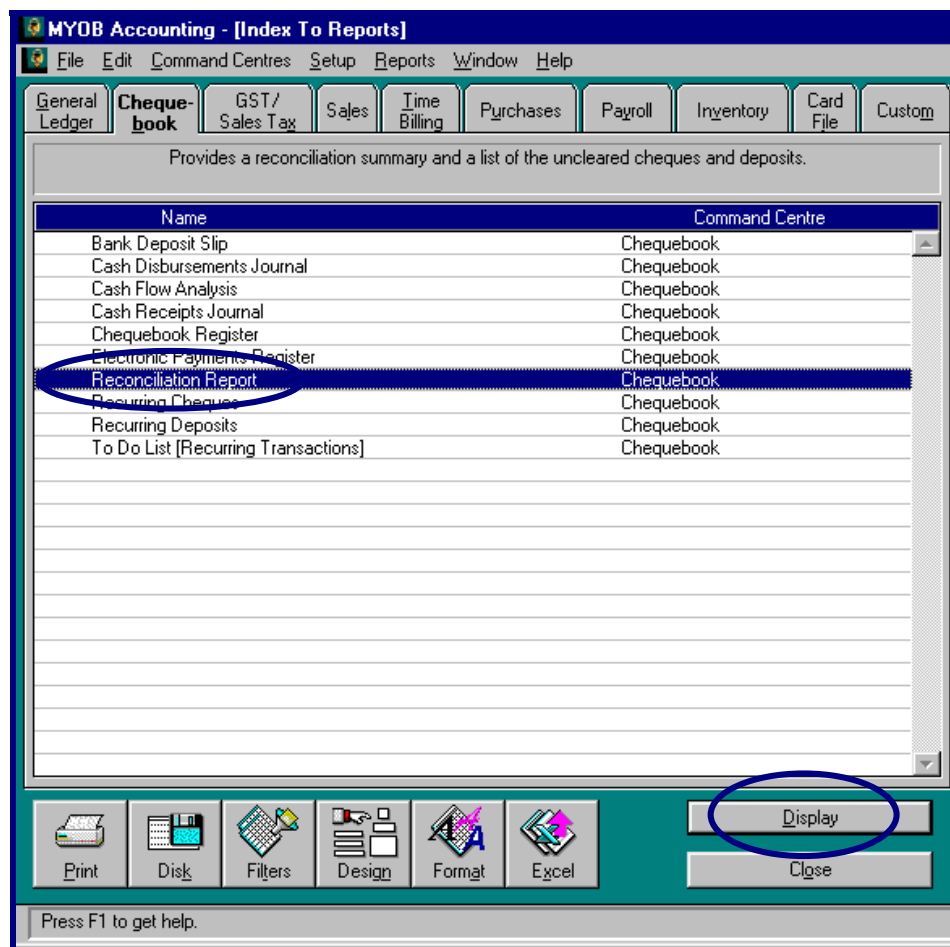 MYOB Accounting - [Index To Reports]
File Edit Command Centres Setup Reports Window Help
General Ledger Cheque-book GST/ Sales Tax Sales Time Billing Purchases Payroll Inventory Card File Custom
Provides a reconciliation summary and a list of the uncleared cheques and deposits.
Name Command Centre
Bank Deposit Slip Chequebook
Cash Disbursements Journal Chequebook
Cash Flow Analysis Chequebook
Cash Receipts Journal Chequebook
Chequebook Register Chequebook
Electronic Payments Register Chequebook
Reconciliation Report Chequebook
Recurring Cheques Chequebook
Recurring Deposits Chequebook
To Do List [Recurring Transactions] Chequebook
Print Disk Filters Design Format Excel
Display
Close
Press F1 to get help.